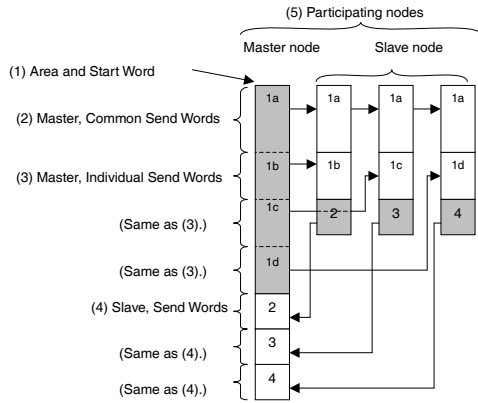 (5) Participating nodes
Master node
Slave node
(1) Area and Start Word
1a 1a 1a 1a
(2) Master, Common Send Words
1b 1b 1c 1d
(3) Master, Individual Send Words
1c 2 3 4
(Same as (3).)
1d
(Same as (3).)
(4) Slave, Send Words 2
3
(Same as (4).)
4
(Same as (4).)